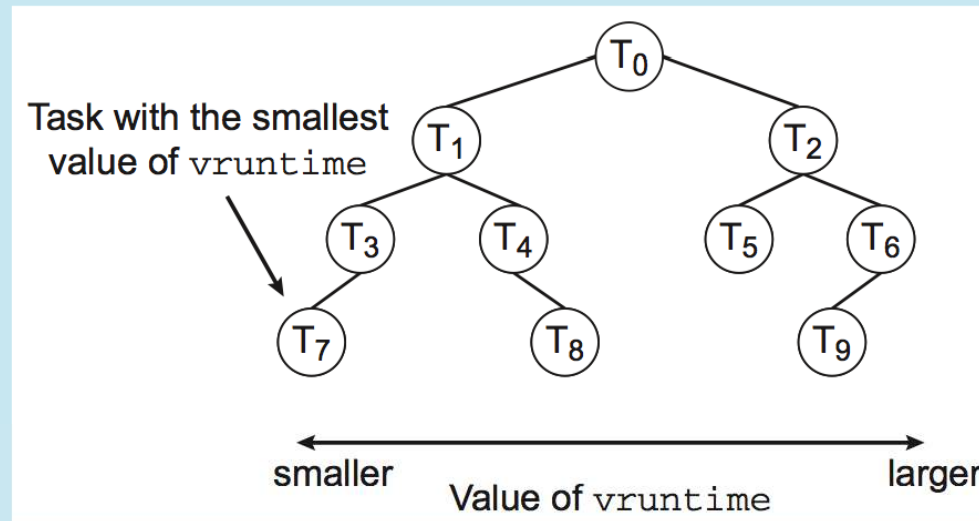 T0
Task with the smallest
value of vruntime
T1
T2
T3
T4
T5
T6
T7
T8
T9
smaller
larger
Value of vruntime